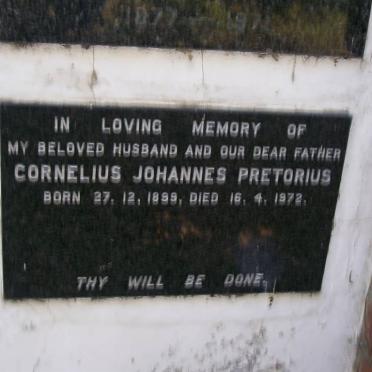 IN LOVING MEMORY OF
MY BELOVED HUSBAND AND OUR DEAR FATHER
CORNELIUS JOHANNES PRETORIUS
BORN 27. 12. 1899. DIED 16. 4. 1972.
THY WILL BE DONE.